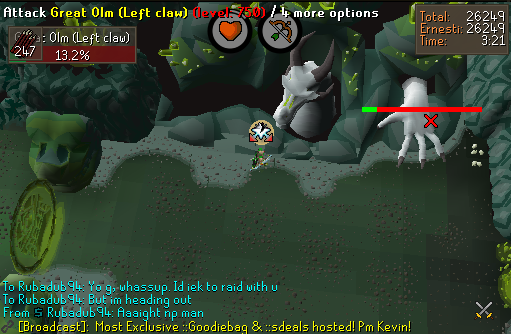 Attack Great Olm (Left claw) (level: 750) / 4 more options
Olm (Left claw)
247
13.2%
Total: 26249
Ernesti: 26249
Time: 3:21
To Rubadub94: Yo g, whassup. Id iek to raid with u
To Rubadub94: But im heading out
From S Rubadub94: Aaaight np man
[Broadcast]: Most Exclusive ::Goodiebag & ::sdeals hosted! Pm Kevin!